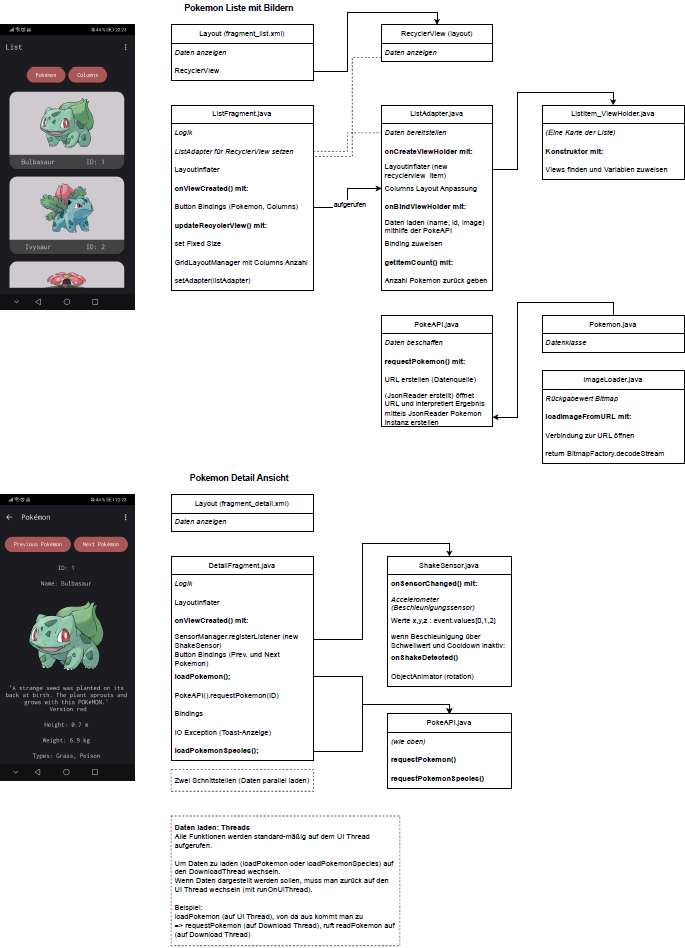 Pokemon Liste mit Bildern
22:23
List
Pokémon
Columns
Bulbasaur
ID: 1
Ivysaur
ID: 2
Layout (fragment_list.xml)
Daten anzeigen
RecyclerView
RecyclerView (layout)
Daten anzeigen
ListFragment.java
Logik
ListAdapter für RecyclerView setzen
LayoutInflater
onViewCreated() mit:
Button Bindings (Pokemon, Columns)
updateRecyclerView() mit:
set Fixed Size
GridLayoutManager mit Columns Anzahl
setAdapter(listAdapter)
aufgerufen
ListAdapter.java
Daten bereitstellen
onCreateViewHolder mit:
LayoutInflater (new
recyclerview_item)
Columns Layout Anpassung
onBindViewHolder mit:
Daten laden (name, id, image)
mithilfe der PokeAPI
Binding zuweisen
getItemCount() mit:
Anzahl Pokemon zurück geben
ListItem_ViewHolder.java
(Eine Karte der Liste)
Konstruktor mit:
Views finden und Variablen zuweisen
PokeAPI.java
Daten beschaffen
requestPokemon() mit:
URL erstellen (Datenquelle)
(JsonReader erstellt) öffnet
URL und interpretiert Ergebnis
mittels JsonReader Pokemon
Instanz erstellen
Pokemon.java
Datenklasse
ImageLoader.java
Rückgabewert Bitmap
loadImageFromURL mit:
Verbindung zur URL öffnen
return BitmapFactory.decodeStream
Pokemon Detail Ansicht
22:23
Pokémon
Previous Pokémon
Next Pokémon
ID: 1
Name: Bulbasaur
'A strange seed was planted on its
back at birth. The plant sprouts and
grows with this POKéMON.'
Version red
Height: 0.7 m
Weight: 6.9 kg
Types: Grass, Poison
Layout (fragment_detail.xml)
Daten anzeigen
DetailFragment.java
Logik
LayoutInflater
onViewCreated() mit:
SensorManager.registerListener (new
ShakeSensor)
Button Bindings (Prev. und Next
Pokemon)
loadPokemon();
PokeAPI().requestPokemon(ID)
Bindings
IO Exception (Toast-Anzeige)
loadPokemonSpecies();
ShakeSensor.java
onSensorChanged() mit:
Accelerometer
(Beschleunigungssensor)
Werte x,y,z : event.values[0,1,2]
wenn Beschleunigung über
Schwellwert und Cooldown inaktiv:
onShakeDetected()
ObjectAnimator (rotation)
PokeAPI.java
(wie oben)
requestPokemon()
requestPokemonSpecies()
Zwei Schnittstellen (Daten parallel laden)
Daten laden: Threads
Alle Funktionen werden standard-mäßig auf dem UI Thread
aufgerufen.
Um Daten zu laden (loadPokemon oder loadPokemonSpecies) auf
den DownloadThread wechseln.
Wenn Daten dargestellt werden sollen, muss man zurück auf den
UI Thread wechseln (mit runOnUIThread).
Beispiel:
loadPokemon (auf UI Thread), von da aus kommt man zu
=> requestPokemon (auf Download Thread), ruft readPokemon auf
(auf Download Thread)